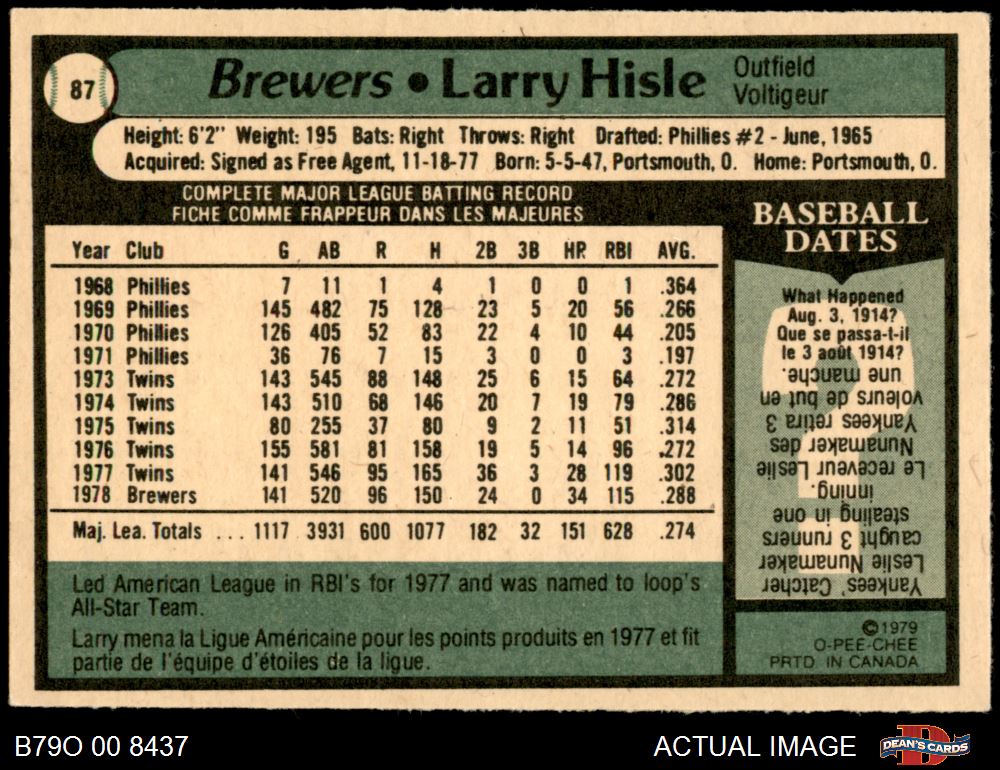 87
Brewers • Larry Hisle
Outfield
Voltigeur
Height: 6'2" Weight: 195 Bats: Right Throws: Right Drafted: Phillies #2 - June, 1965
Acquired: Signed as Free Agent, 11-18-77 Born: 5-5-47, Portsmouth, O. Home: Portsmouth, O.
COMPLETE MAJOR LEAGUE BATTING RECORD
FICHE COMME FRAPPEUR DANS LES MAJEURES
Year Club G AB R H 2B 3B HR RBI AVG.
1968 Phillies 7 11 1 4 1 0 0 1 .364
1969 Phillies 145 482 75 128 23 5 20 56 .266
1970 Phillies 126 405 52 83 22 4 10 44 .205
1971 Phillies 36 76 7 15 3 0 0 3 .197
1973 Twins 143 545 88 148 25 6 15 64 .272
1974 Twins 143 510 68 146 20 7 19 79 .286
1975 Twins 80 255 37 80 9 2 11 51 .314
1976 Twins 155 581 81 158 19 5 14 96 .272
1977 Twins 141 546 95 165 36 3 28 119 .302
1978 Brewers 141 520 96 150 24 0 34 115 .288
Maj. Lea. Totals ... 1117 3931 600 1077 182 32 151 628 .274
Led American League in RBI's for 1977 and was named to loop's
All-Star Team.
Larry mena la Ligue Américaine pour les points produits en 1977 et fit
partie de l'équipe d'étoiles de la ligue.
BASEBALL
DATES
What Happened
Aug. 3, 1914?
Que se passa-t-il
le 3 août 1914?
Yankees' Catcher
Leslie Nunamaker
caught 3 runners
stealing in one
inning.
Le receveur Leslie
Nunamaker des
Yankees retira 3
voleurs de but en
une manche.
©1979
O-PEE-CHEE
PRTD. IN CANADA
B79O 00 8437
ACTUAL IMAGE
D
DEAN'S CARDS